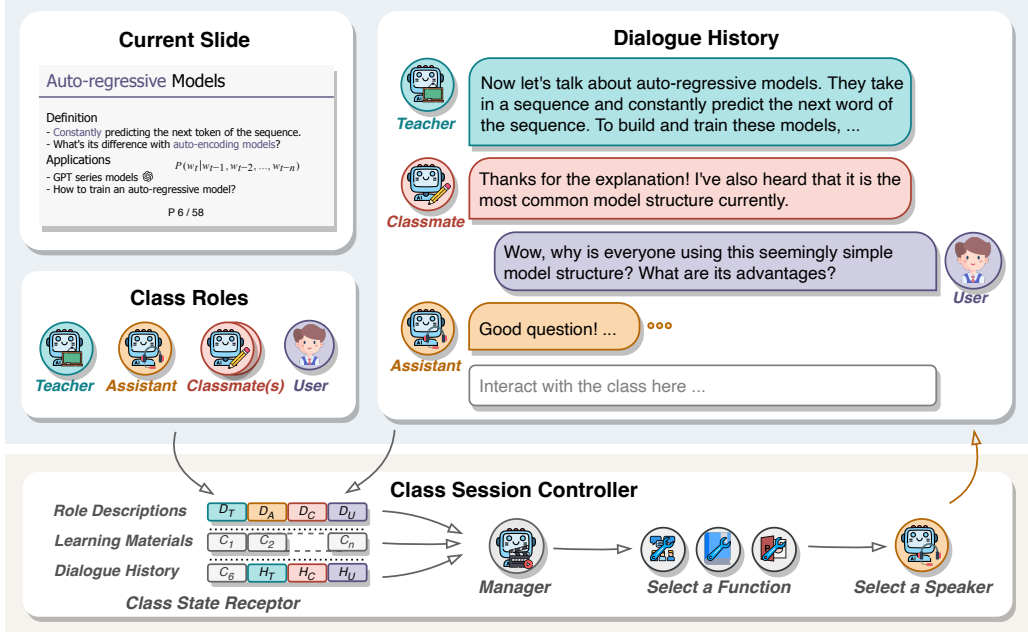 Current Slide
Auto-regressive Models
Definition
- Constantly predicting the next token of the sequence.
- What's its difference with auto-encoding models?
Applications
P(w_t|w_{t-1}, w_{t-2}, ..., w_{t-n})
- GPT series models
- How to train an auto-regressive model?
P 6 / 58
Class Roles
Teacher
Assistant
Classmate(s)
User
Dialogue History
Now let's talk about auto-regressive models. They take
in a sequence and constantly predict the next word of
the sequence. To build and train these models, ...
Teacher
Thanks for the explanation! I've also heard that it is the
most common model structure currently.
Classmate
Wow, why is everyone using this seemingly simple
model structure? What are its advantages?
User
Good question! ...
Assistant
Interact with the class here ...
Class Session Controller
Role Descriptions
D_T D_A D_C D_U
Learning Materials
C_1 C_2 C_n
Dialogue History
C_6 H_T H_C H_U
Class State Receptor
Manager
Select a Function
Select a Speaker